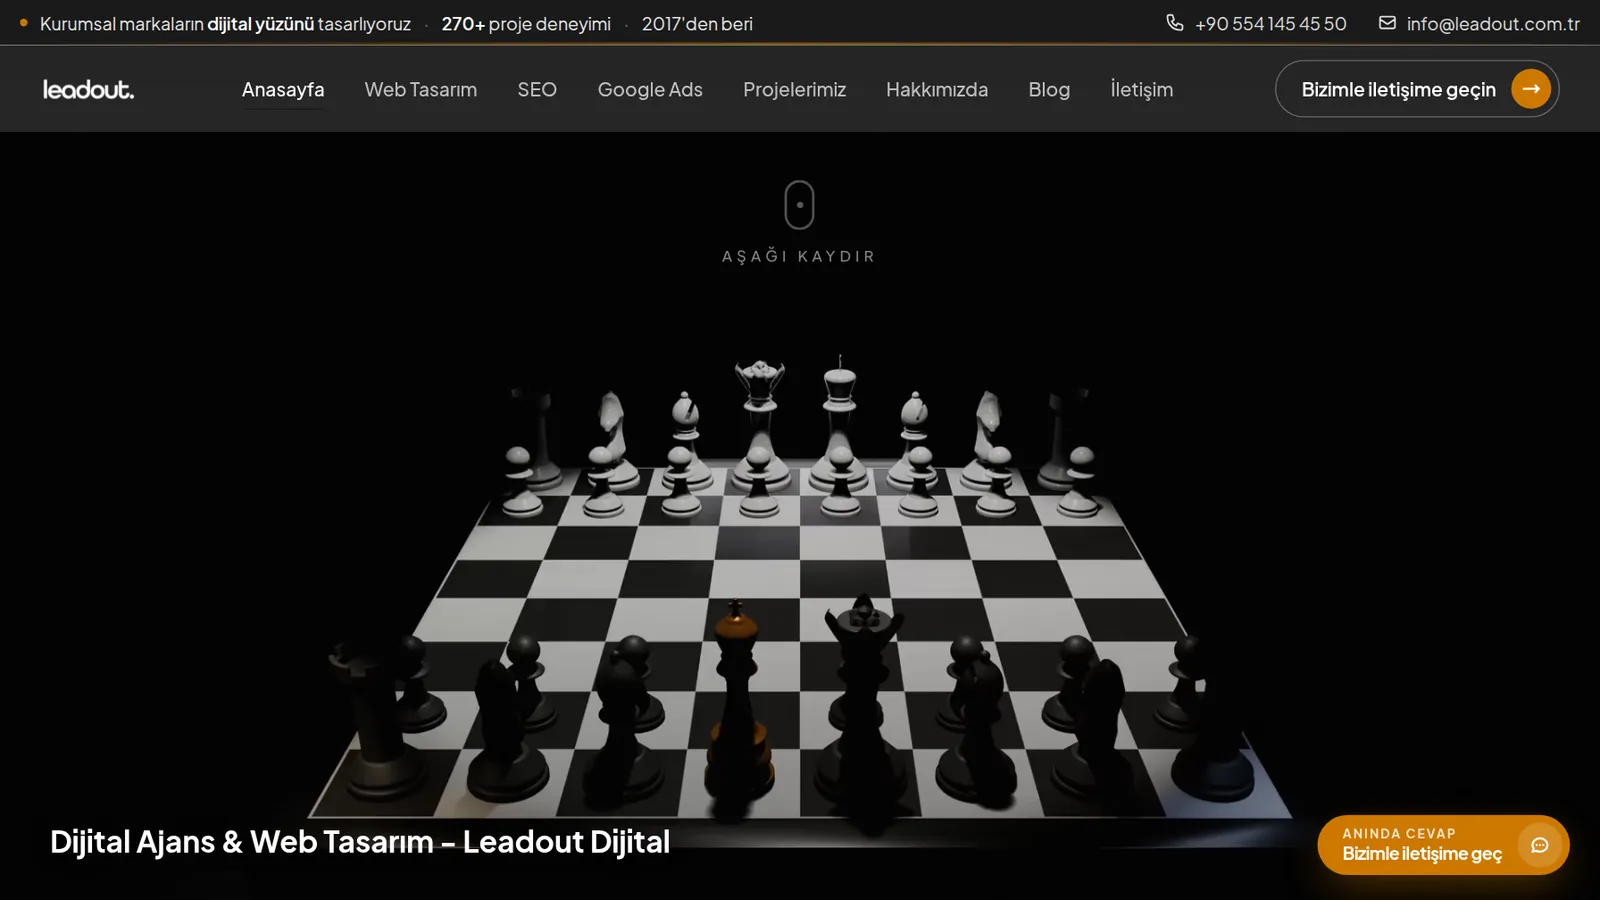 Kurumsal markaların dijital yüzünü tasarlıyoruz · 270+ proje deneyimi · 2017'den beri
+90 554 145 45 50
info@leadout.com.tr
leadout.
Anasayfa
Web Tasarım
SEO
Google Ads
Projelerimiz
Hakkımızda
Blog
İletişim
Bizimle iletişime geçin
AŞAĞI KAYDIR
Dijital Ajans & Web Tasarım - Leadout Dijital
ANINDA CEVAP
Bizimle iletişime geç